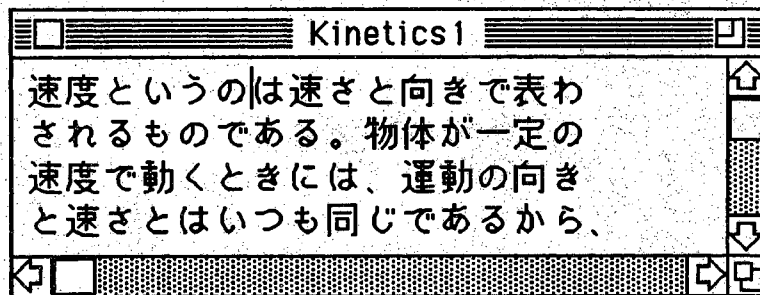 Kinetics1
速度というのは速さと向きで表わ
されるものである。物体が一定の
速度で動くときには、運動の向き
と速さとはいつも同じであるから、